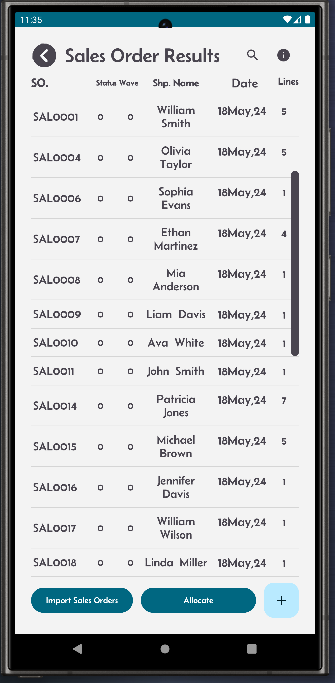 11:35
Sales Order Results
SO. Status Wave Shp. Name Date Lines
SAL0001 0 0 William Smith 18May,24 5
SAL0004 0 0 Olivia Taylor 18May,24 5
SAL0006 0 0 Sophia Evans 18May,24 1
SAL0007 0 0 Ethan Martinez 18May,24 4
SAL0008 0 0 Mia Anderson 18May,24 1
SAL0009 0 0 Liam Davis 18May,24 1
SAL0010 0 0 Ava White 18May,24 1
SAL0011 0 0 John Smith 18May,24 1
SAL0014 0 0 Patricia Jones 18May,24 7
SAL0015 0 0 Michael Brown 18May,24 5
SAL0016 0 0 Jennifer Davis 18May,24 1
SAL0017 0 0 William Wilson 18May,24 1
SAL0018 0 0 Linda Miller 18May,24 1
Import Sales Orders Allocate +